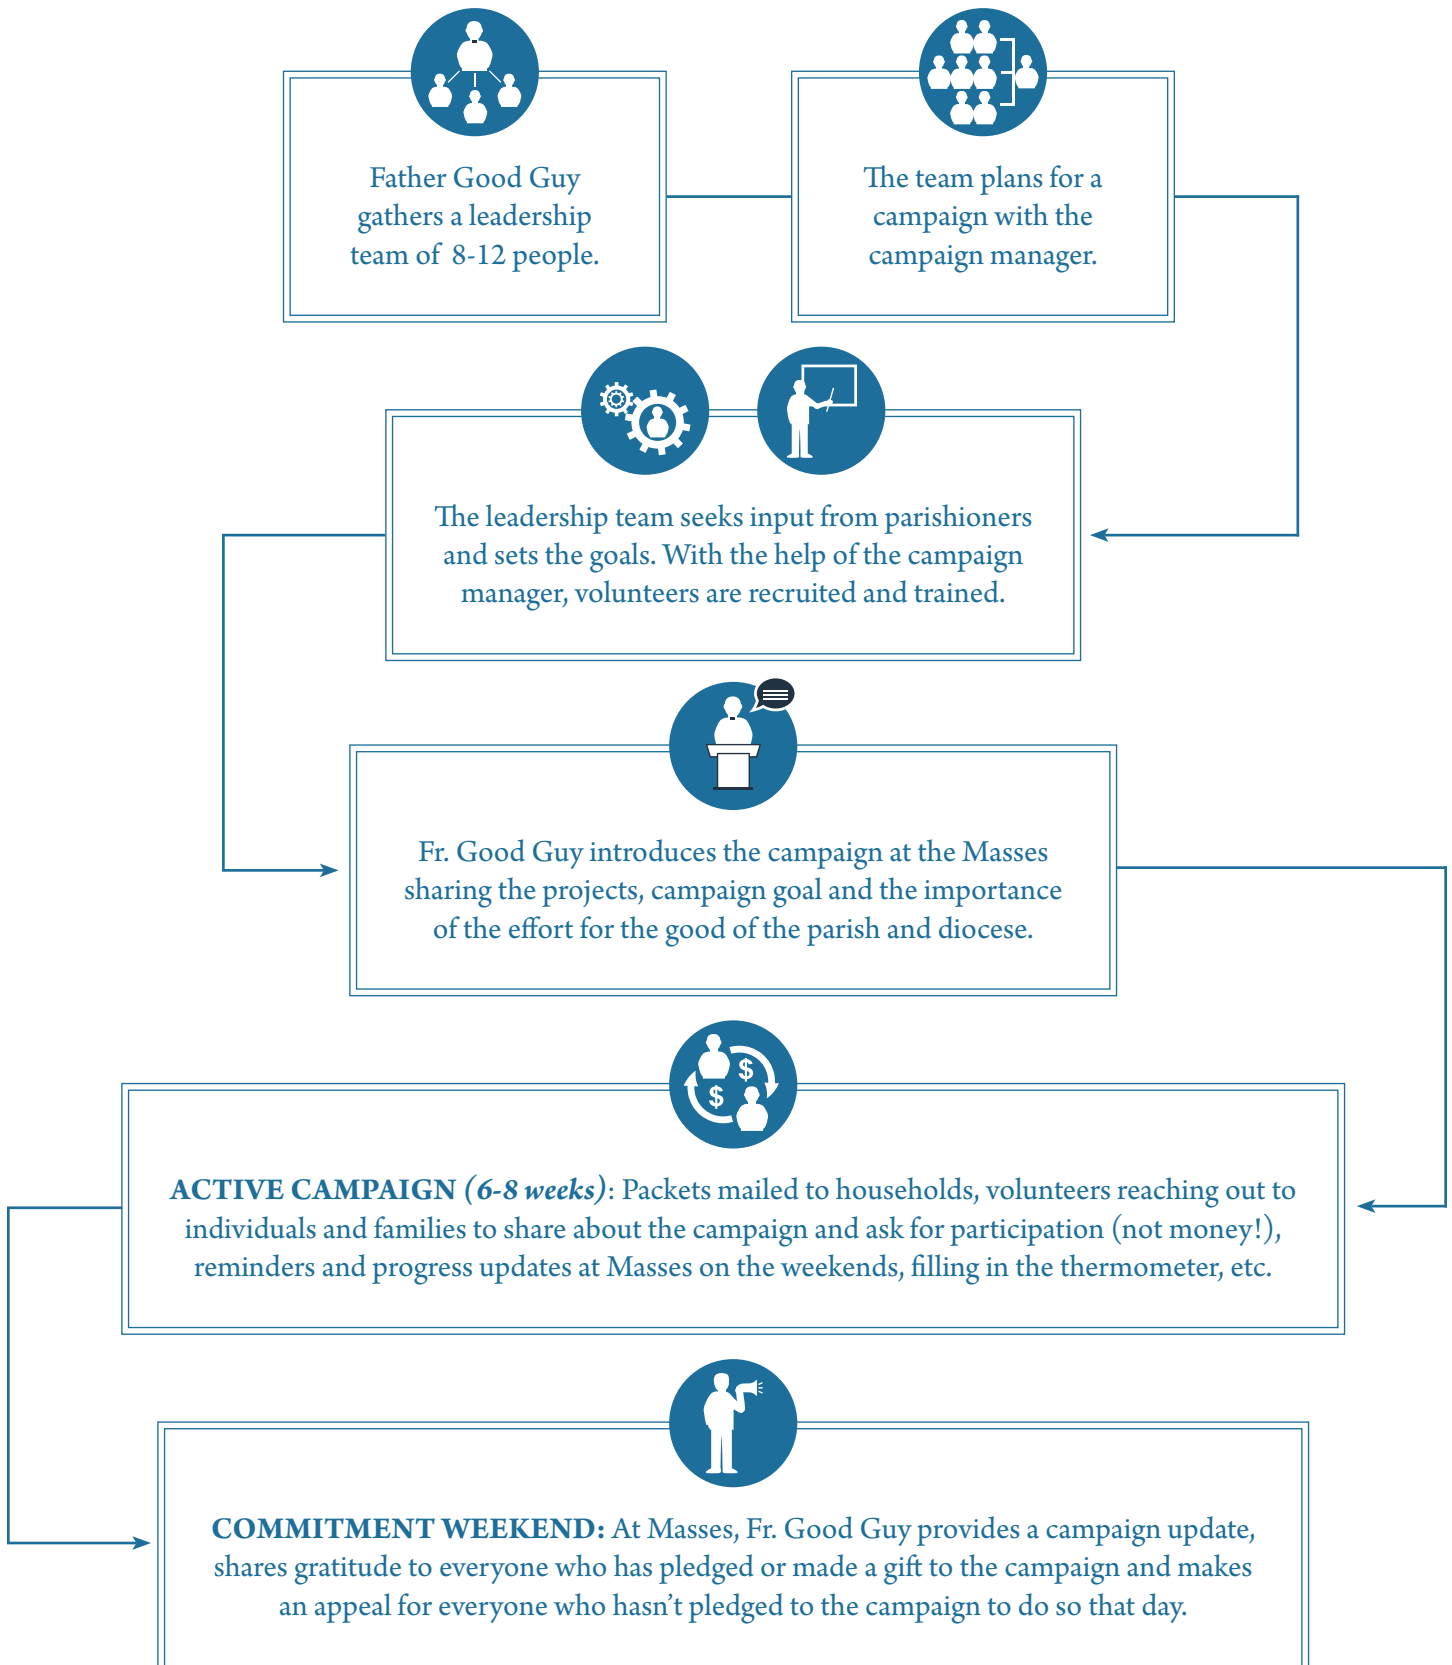 Father Good Guy
gathers a leadership
team of 8-12 people.
The team plans for a
campaign with the
campaign manager.
The leadership team seeks input from parishioners
and sets the goals. With the help of the campaign
manager, volunteers are recruited and trained.
Fr. Good Guy introduces the campaign at the Masses
sharing the projects, campaign goal and the importance
of the effort for the good of the parish and diocese.
$
$
ACTIVE CAMPAIGN (6-8 weeks): Packets mailed to households, volunteers reaching out to
individuals and families to share about the campaign and ask for participation (not money!),
reminders and progress updates at Masses on the weekends, filling in the thermometer, etc.
COMMITMENT WEEKEND: At Masses, Fr. Good Guy provides a campaign update,
shares gratitude to everyone who has pledged or made a gift to the campaign and makes
an appeal for everyone who hasn't pledged to the campaign to do so that day.